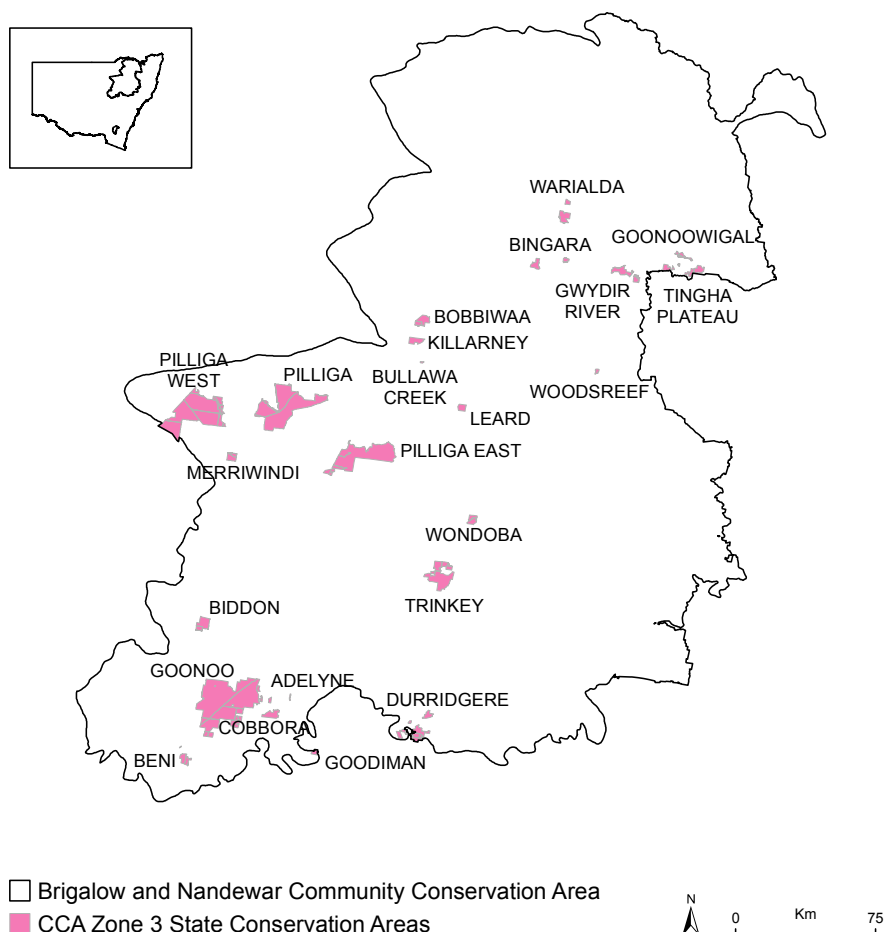 WARIALDA
BINGARA
GOONOOWIGAL
GWYDIR
RIVER
TINGHA
PLATEAU
BOBBIWAA
KILLARNEY
PILLIGA
WEST
PILLIGA
BULLAWA
CREEK
WOODSREEF
LEARD
PILLIGA EAST
MERRIWINDI
WONDOBA
TRINKEY
BIDDON
GOONOO
ADELYNE
DURRIDGERE
COBBORA
BENI
GOODIMAN
Brigalow and Nandewar Community Conservation Area
CCA Zone 3 State Conservation Areas
N
0 Km 75